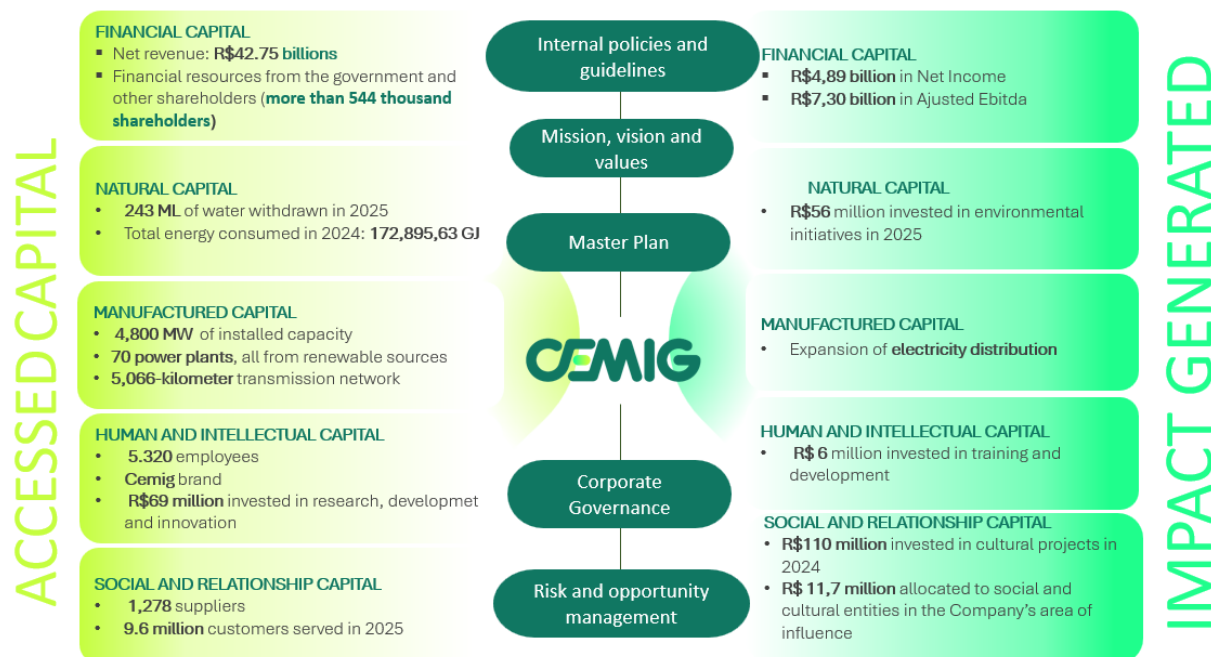 ACCESSED CAPITAL
FINANCIAL CAPITAL
▪ Net revenue: R$42.75 billions
▪ Financial resources from the government and
other shareholders (more than 544 thousand
shareholders)
NATURAL CAPITAL
• 243 ML of water withdrawn in 2025
• Total energy consumed in 2024: 172,895,63 GJ
MANUFACTURED CAPITAL
• 4,800 MW of installed capacity
• 70 power plants, all from renewable sources
• 5,066-kilometer transmission network
HUMAN AND INTELLECTUAL CAPITAL
• 5.320 employees
• Cemig brand
• R$69 million invested in research, developmet
and innovation
SOCIAL AND RELATIONSHIP CAPITAL
• 1,278 suppliers
• 9.6 million customers served in 2025
Internal policies and
guidelines
Mission, vision and
values
Master Plan
CEMIG
Corporate
Governance
Risk and opportunity
management
FINANCIAL CAPITAL
▪ R$4,89 billion in Net Income
▪ R$7,30 billion in Ajusted Ebitda
NATURAL CAPITAL
• R$56 million invested in environmental
initiatives in 2025
MANUFACTURED CAPITAL
• Expansion of electricity distribution
HUMAN AND INTELLECTUAL CAPITAL
• R$ 6 million invested in training and
development
SOCIAL AND RELATIONSHIP CAPITAL
• R$110 million invested in cultural projects in
2024
• R$ 11,7 million allocated to social and
cultural entities in the Company's area of
influence
IMPACT GENERATED